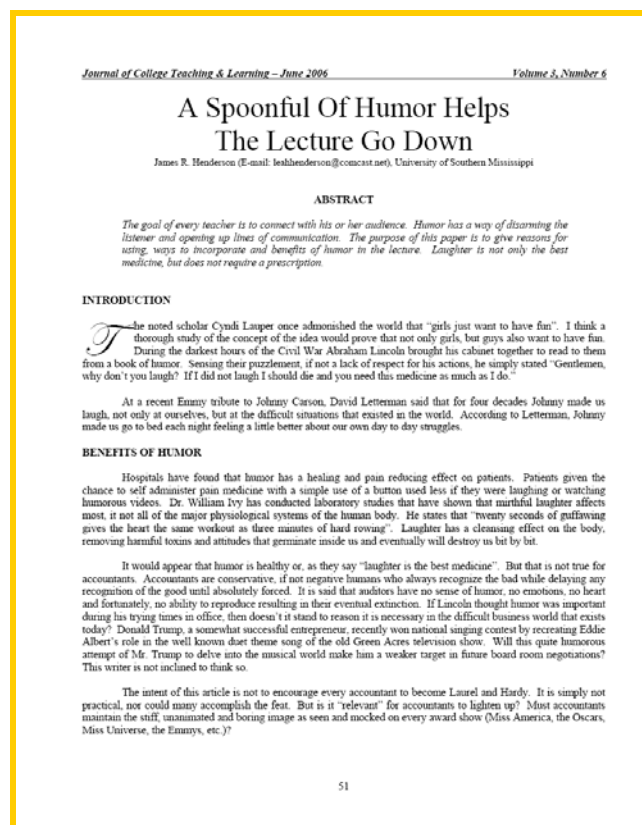 Journal of College Teaching & Learning – June 2006 Volume 3, Number 6
A Spoonful Of Humor Helps
The Lecture Go Down
James R. Henderson (E-mail: leahhenderson@comcast.net), University of Southern Mississippi
ABSTRACT
The goal of every teacher is to connect with his or her audience. Humor has a way of disarming the
listener and opening up lines of communication. The purpose of this paper is to give reasons for
using, ways to incorporate and benefits of humor in the lecture. Laughter is not only the best
medicine, but does not require a prescription.
INTRODUCTION
The noted scholar Cyndi Lauper once admonished the world that “girls just want to have fun”. I think a
thorough study of the concept of the idea would prove that not only girls, but guys also want to have fun.
During the darkest hours of the Civil War Abraham Lincoln brought his cabinet together to read to them
from a book of humor. Sensing their puzzlement, if not a lack of respect for his actions, he simply stated “Gentlemen,
why don’t you laugh? If I did not laugh I should die and you need this medicine as much as I do.”
At a recent Emmy tribute to Johnny Carson, David Letterman said that for four decades Johnny made us
laugh, not only at ourselves, but at the difficult situations that existed in the world. According to Letterman, Johnny
made us go to bed each night feeling a little better about our own day to day struggles.
BENEFITS OF HUMOR
Hospitals have found that humor has a healing and pain reducing effect on patients. Patients given the
chance to self administer pain medicine with a simple use of a button used less if they were laughing or watching
humorous videos. Dr. William Ivy has conducted laboratory studies that have shown that mirthful laughter affects
most, if not all of the major physiological systems of the human body. He states that “twenty seconds of guffawing
gives the heart the same workout as three minutes of hard rowing”. Laughter has a cleansing effect on the body,
removing harmful toxins and attitudes that germinate inside us and eventually will destroy us bit by bit.
It would appear that humor is healthy or, as they say “laughter is the best medicine”. But that is not true for
accountants. Accountants are conservative, if not negative humans who always recognize the bad while delaying any
recognition of the good until absolutely forced. It is said that auditors have no sense of humor, no emotions, no heart
and fortunately, no ability to reproduce resulting in their eventual extinction. If Lincoln thought humor was important
during his trying times in office, then doesn’t it stand to reason it is necessary in the difficult business world that exists
today? Donald Trump, a somewhat successful entrepreneur, recently won national singing contest by recreating Eddie
Albert’s role in the well known duet theme song of the old Green Acres television show. Will this quite humorous
attempt of Mr. Trump to delve into the musical world make him a weaker target in future board room negotiations?
This writer is not inclined to think so.
The intent of this article is not to encourage every accountant to become Laurel and Hardy. It is simply not
practical, nor could many accomplish the feat. But is it “relevant” for accountants to lighten up? Must accountants
maintain the stiff, unanimated and boring image as seen and mocked on every award show (Miss America, the Oscars,
Miss Universe, the Emmys, etc.)?
51